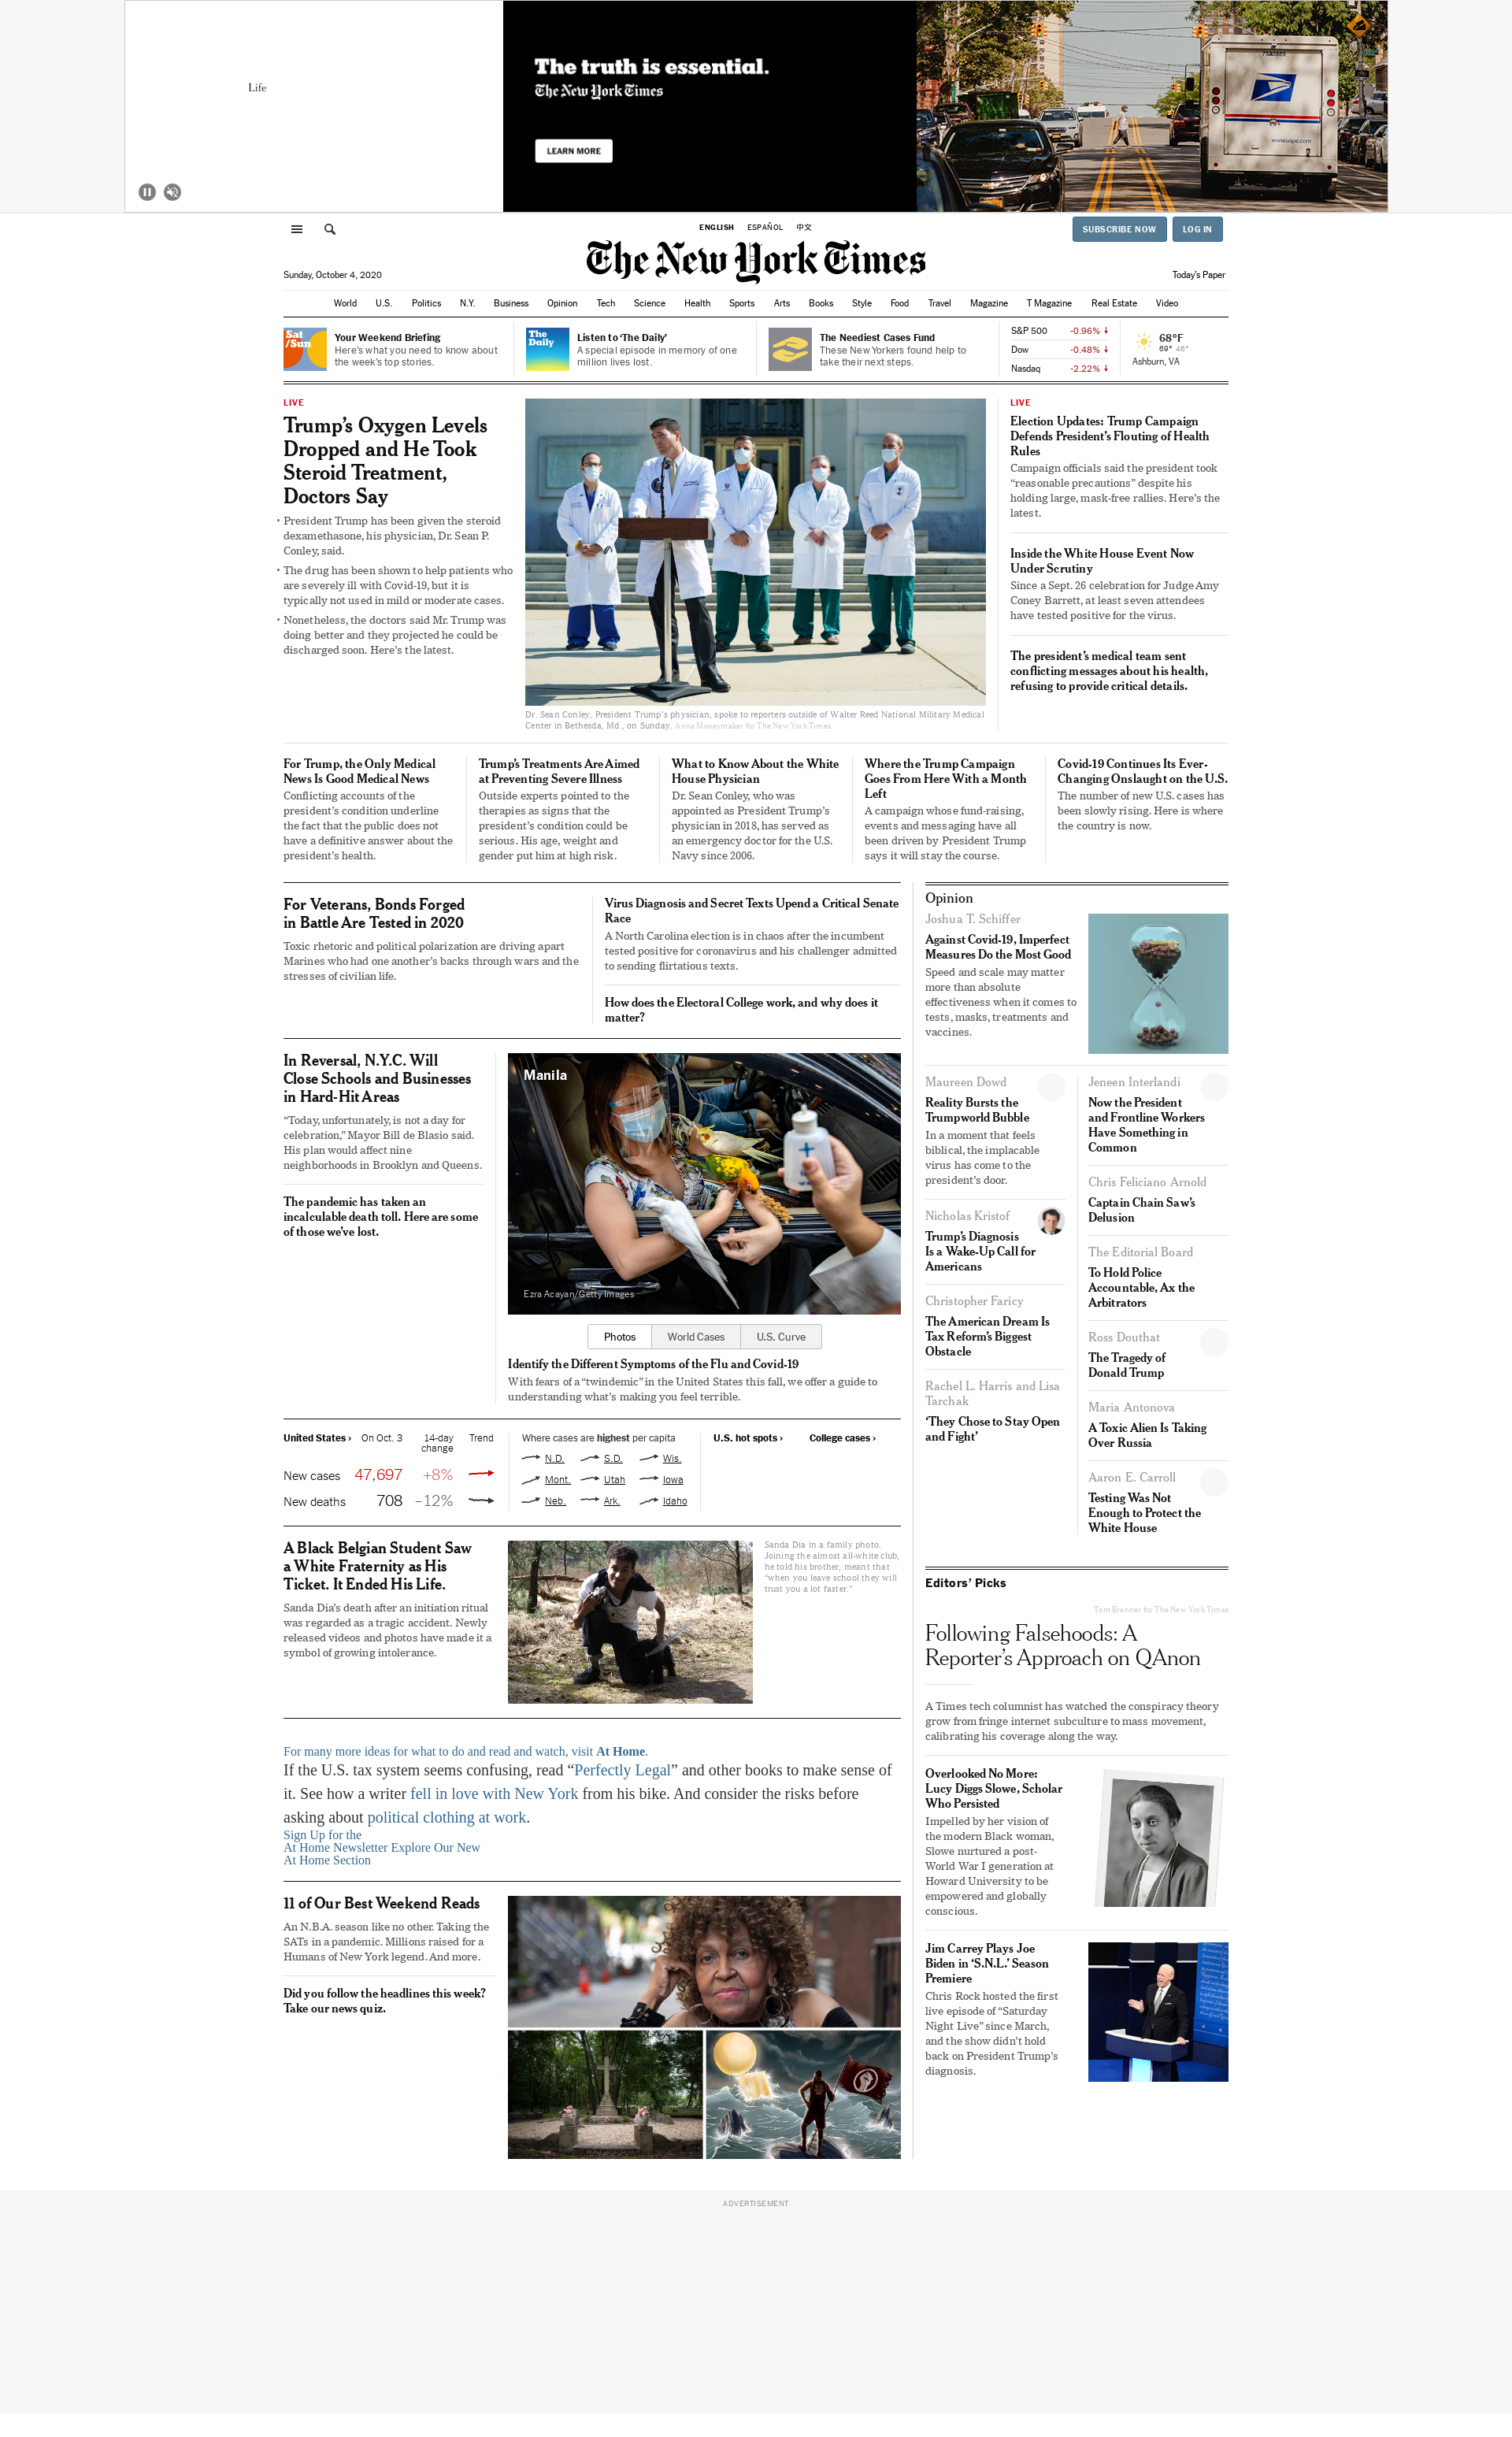 Life
The truth is essential.
The New York Times
LEARN MORE
7533589
www.usps.com
ENGLISH ESPAÑOL 中文
SUBSCRIBE NOW LOG IN
The New York Times
Sunday, October 4, 2020
Today's Paper
World U.S. Politics N.Y. Business Opinion Tech Science Health Sports Arts Books Style Food Travel Magazine T Magazine Real Estate Video
Sat/Sun
Your Weekend Briefing
Here's what you need to know about
the week's top stories.
The
Daily
Listen to ‘The Daily’
A special episode in memory of one
million lives lost.
The Neediest Cases Fund
These New Yorkers found help to
take their next steps.
S&P 500 -0.96%
Dow -0.48%
Nasdaq -2.22%
68°F
69° 46°
Ashburn, VA
LIVE
Trump’s Oxygen Levels
Dropped and He Took
Steroid Treatment,
Doctors Say
• President Trump has been given the steroid
dexamethasone, his physician, Dr. Sean P.
Conley, said.
• The drug has been shown to help patients who
are severely ill with Covid-19, but it is
typically not used in mild or moderate cases.
• Nonetheless, the doctors said Mr. Trump was
doing better and they projected he could be
discharged soon. Here’s the latest.
Dr. Sean Conley, President Trump’s physician, spoke to reporters outside of Walter Reed National Military Medical
Center in Bethesda, Md., on Sunday. Anna Moneymaker for The New York Times
LIVE
Election Updates: Trump Campaign
Defends President’s Flouting of Health
Rules
Campaign officials said the president took
“reasonable precautions” despite his
holding large, mask-free rallies. Here’s the
latest.
Inside the White House Event Now
Under Scrutiny
Since a Sept. 26 celebration for Judge Amy
Coney Barrett, at least seven attendees
have tested positive for the virus.
The president’s medical team sent
conflicting messages about his health,
refusing to provide critical details.
For Trump, the Only Medical
News Is Good Medical News
Conflicting accounts of the
president’s condition underline
the fact that the public does not
have a definitive answer about the
president’s health.
Trump’s Treatments Are Aimed
at Preventing Severe Illness
Outside experts pointed to the
therapies as signs that the
president’s condition could be
serious. His age, weight and
gender put him at high risk.
What to Know About the White
House Physician
Dr. Sean Conley, who was
appointed as President Trump’s
physician in 2018, has served as
an emergency doctor for the U.S.
Navy since 2006.
Where the Trump Campaign
Goes From Here With a Month
Left
A campaign whose fund-raising,
events and messaging have all
been driven by President Trump
says it will stay the course.
Covid-19 Continues Its Ever-
Changing Onslaught on the U.S.
The number of new U.S. cases has
been slowly rising. Here is where
the country is now.
For Veterans, Bonds Forged
in Battle Are Tested in 2020
Toxic rhetoric and political polarization are driving apart
Marines who had one another’s backs through wars and the
stresses of civilian life.
Virus Diagnosis and Secret Texts Upend a Critical Senate
Race
A North Carolina election is in chaos after the incumbent
tested positive for coronavirus and his challenger admitted
to sending flirtatious texts.
How does the Electoral College work, and why does it
matter?
In Reversal, N.Y.C. Will
Close Schools and Businesses
in Hard-Hit Areas
“Today, unfortunately, is not a day for
celebration,” Mayor Bill de Blasio said.
His plan would affect nine
neighborhoods in Brooklyn and Queens.
The pandemic has taken an
incalculable death toll. Here are some
of those we’ve lost.
Manila
Ezra Acayan/Getty Images
Photos World Cases U.S. Curve
Identify the Different Symptoms of the Flu and Covid-19
With fears of a “twindemic” in the United States this fall, we offer a guide to
understanding what’s making you feel terrible.
United States › On Oct. 3 14-day
change Trend
New cases 47,697 +8%
New deaths 708 –12%
Where cases are highest per capita
N.D. S.D. Wis.
Mont. Utah Iowa
Neb. Ark. Idaho
U.S. hot spots › College cases ›
A Black Belgian Student Saw
a White Fraternity as His
Ticket. It Ended His Life.
Sanda Dia’s death after an initiation ritual
was regarded as a tragic accident. Newly
released videos and photos have made it a
symbol of growing intolerance.
Sanda Dia in a family photo.
Joining the almost all-white club,
he told his brother, meant that
“when you leave school they will
trust you a lot faster.”
For many more ideas for what to do and read and watch, visit At Home.
If the U.S. tax system seems confusing, read “Perfectly Legal” and other books to make sense of
it. See how a writer fell in love with New York from his bike. And consider the risks before
asking about political clothing at work.
Sign Up for the
At Home Newsletter Explore Our New
At Home Section
11 of Our Best Weekend Reads
An N.B.A. season like no other. Taking the
SATs in a pandemic. Millions raised for a
Humans of New York legend. And more.
Did you follow the headlines this week?
Take our news quiz.
Opinion
Joshua T. Schiffer
Against Covid-19, Imperfect
Measures Do the Most Good
Speed and scale may matter
more than absolute
effectiveness when it comes to
tests, masks, treatments and
vaccines.
Maureen Dowd
Reality Bursts the
Trumpworld Bubble
In a moment that feels
biblical, the implacable
virus has come to the
president’s door.
Nicholas Kristof
Trump’s Diagnosis
Is a Wake-Up Call for
Americans
Christopher Faricy
The American Dream Is
Tax Reform’s Biggest
Obstacle
Rachel L. Harris and Lisa
Tarchak
‘They Chose to Stay Open
and Fight’
Jeneen Interlandi
Now the President
and Frontline Workers
Have Something in
Common
Chris Feliciano Arnold
Captain Chain Saw’s
Delusion
The Editorial Board
To Hold Police
Accountable, Ax the
Arbitrators
Ross Douthat
The Tragedy of
Donald Trump
Maria Antonova
A Toxic Alien Is Taking
Over Russia
Aaron E. Carroll
Testing Was Not
Enough to Protect the
White House
Editors’ Picks
Tom Brenner for The New York Times
Following Falsehoods: A
Reporter’s Approach on QAnon
A Times tech columnist has watched the conspiracy theory
grow from fringe internet subculture to mass movement,
calibrating his coverage along the way.
Overlooked No More:
Lucy Diggs Slowe, Scholar
Who Persisted
Impelled by her vision of
the modern Black woman,
Slowe nurtured a post-
World War I generation at
Howard University to be
empowered and globally
conscious.
Jim Carrey Plays Joe
Biden in ‘S.N.L.’ Season
Premiere
Chris Rock hosted the first
live episode of “Saturday
Night Live” since March,
and the show didn’t hold
back on President Trump’s
diagnosis.
ADVERTISEMENT